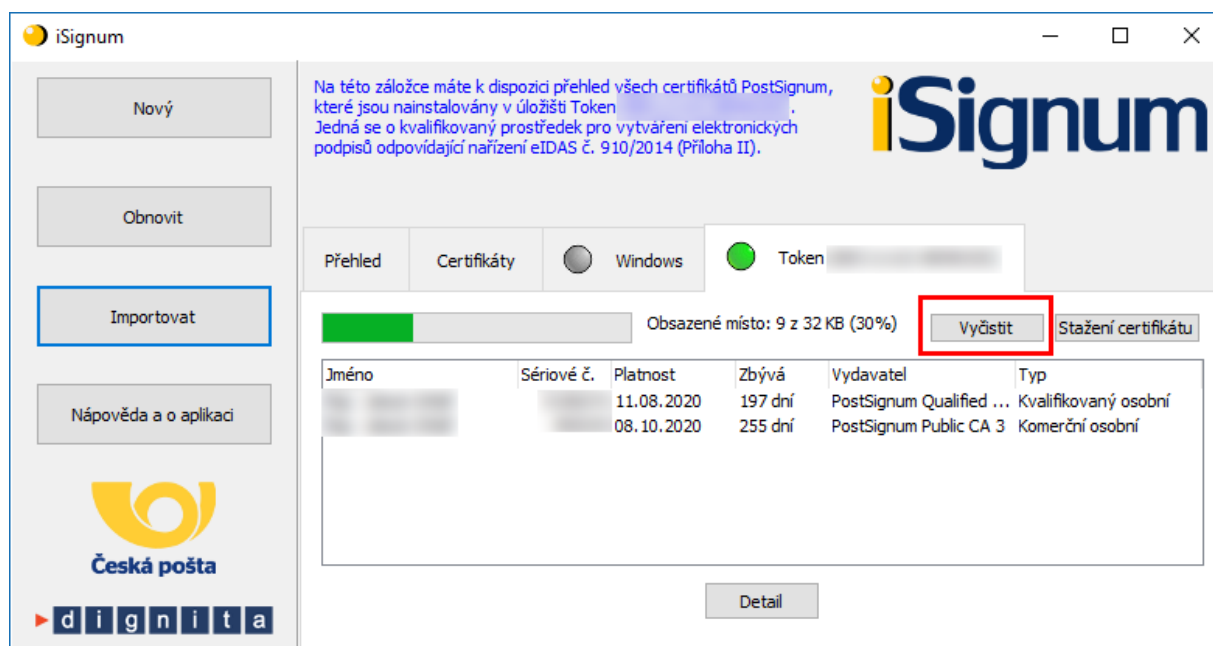 iSignum
Nový
Obnovit
Importovat
Nápověda a o aplikaci
Česká pošta
dignita
Na této záložce máte k dispozici přehled všech certifikátů PostSignum,
které jsou nainstalovány v úložišti Token .
Jedná se o kvalifikovaný prostředek pro vytváření elektronických
podpisů odpovídající nařízení eIDAS č. 910/2014 (Příloha II).
iSignum
Přehled Certifikáty Windows Token
Obsazené místo: 9 z 32 KB (30%) Vyčistit Stažení certifikátu
Jméno Sériové č. Platnost Zbývá Vydavatel Typ
11.08.2020 197 dní PostSignum Qualified ... Kvalifikovaný osobní
08.10.2020 255 dní PostSignum Public CA 3 Komerční osobní
Detail